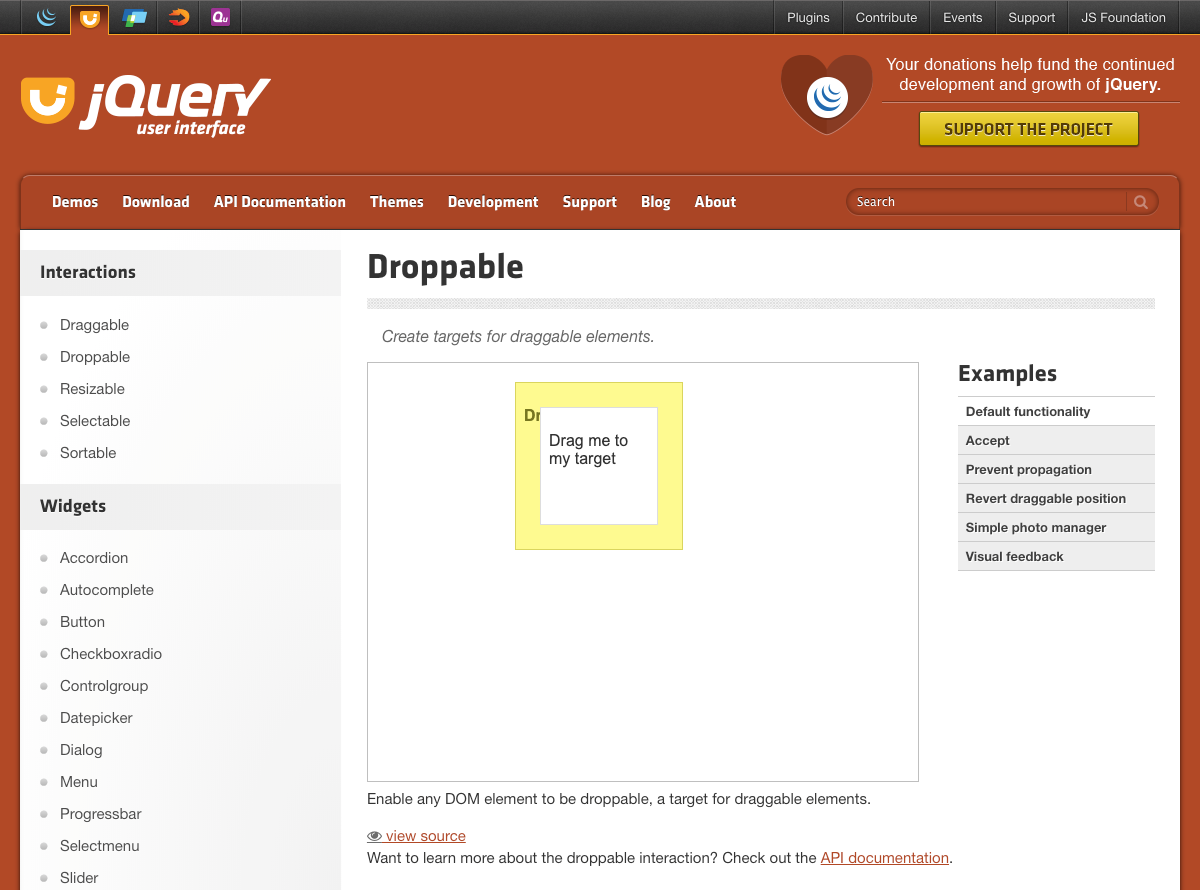 Plugins Contribute Events Support JS Foundation
Qu
jQuery
user interface
Your donations help fund the continued
development and growth of jQuery.
SUPPORT THE PROJECT
Demos Download API Documentation Themes Development Support Blog About Search
Interactions
Draggable
Droppable
Resizable
Selectable
Sortable
Widgets
Accordion
Autocomplete
Button
Checkboxradio
Controlgroup
Datepicker
Dialog
Menu
Progressbar
Selectmenu
Slider
Droppable
Create targets for draggable elements.
Dr
Drag me to
my target
Enable any DOM element to be droppable, a target for draggable elements.
view source
Want to learn more about the droppable interaction? Check out the API documentation.
Examples
Default functionality
Accept
Prevent propagation
Revert draggable position
Simple photo manager
Visual feedback